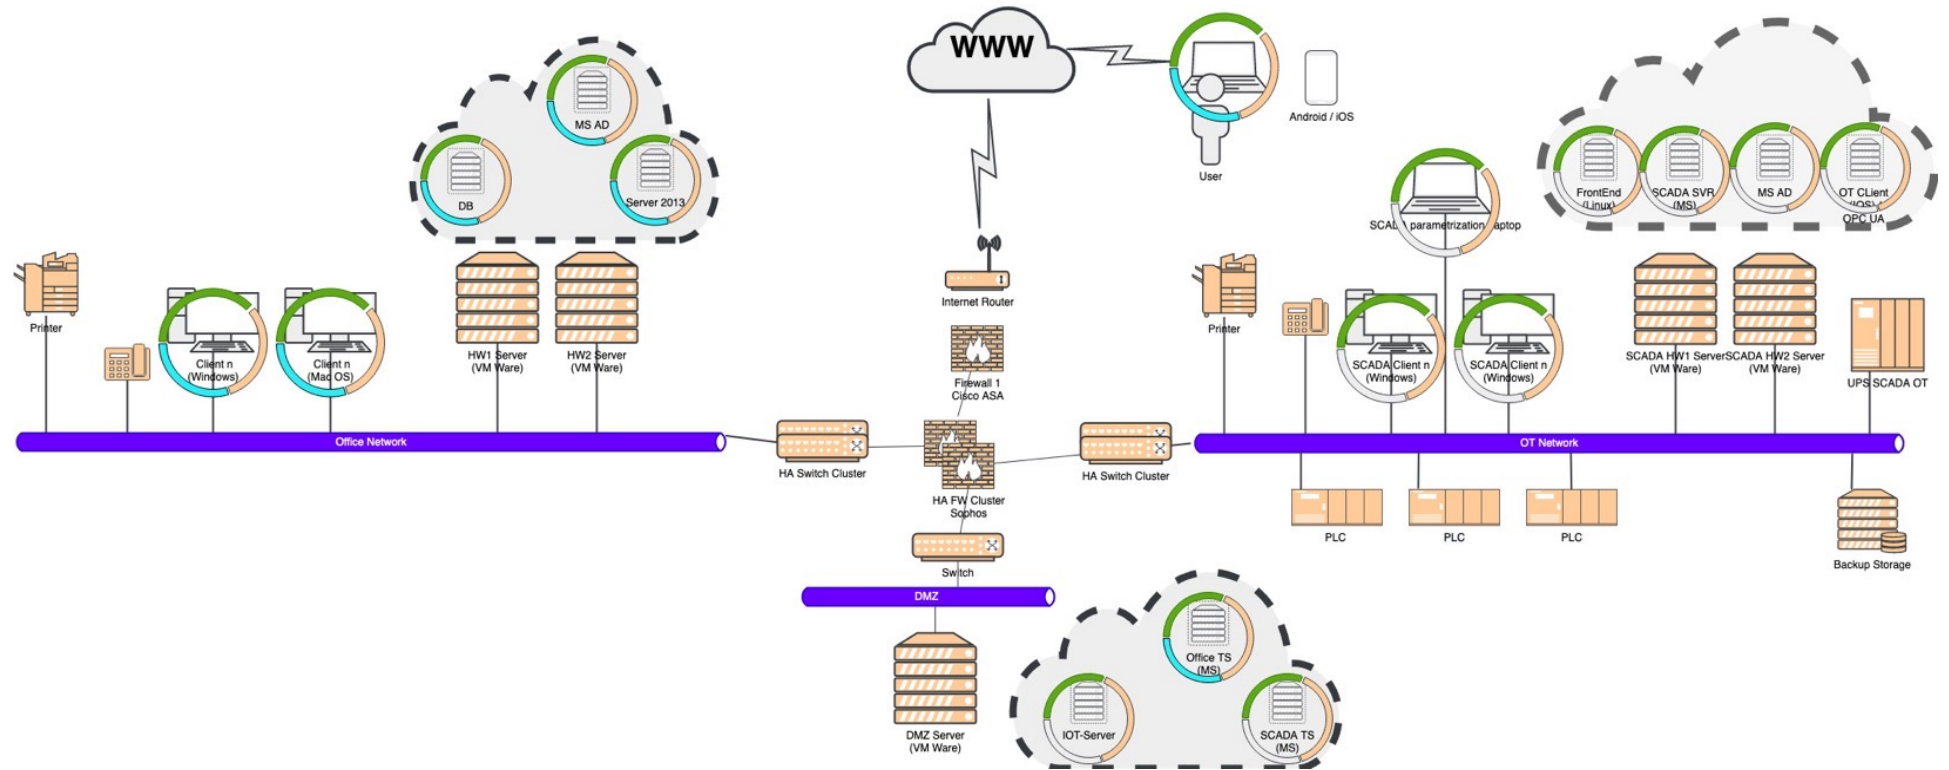 WWW
Android / iOS
User
MS AD
DB
Server 2013
FrontEnd
(Linux)
SCADA SVR
(MS)
MS AD
OT CLient
(IOS)
OPC UA
parametrization
Internet Router
Printer
Client n
(Windows)
Client n
(Mac OS)
HW1 Server
(VM Ware)
HW2 Server
(VM Ware)
Firewall 1
Cisco ASA
Printer
SCADA Client n
(Windows)
SCADA Client n
(Windows)
SCADA HW1 Server
(VM Ware)
SCADA HW2 Server
(VM Ware)
UPS SCADA OT
Office Network
HA Switch Cluster
HA FW Cluster
Sophos
HA Switch Cluster
OT Network
PLC
PLC
PLC
Backup Storage
Switch
DMZ
DMZ Server
(VM Ware)
Office TS
(MS)
IOT-Server
SCADA TS
(MS)